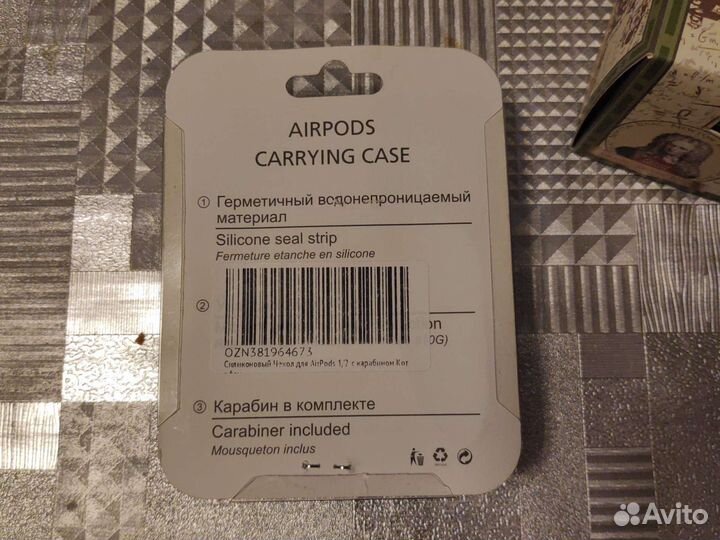 AIRPODS
CARRYING CASE
① Герметичный водонепроницаемый
материал
Silicone seal strip
Fermeture etanche en silicone
②
on
0G)
OZN381964673
Силиконовый Чехол для AirPods 1/2 с карабином Кот
③ Карабин в комплекте
Carabiner included
Mousqueton inclus
Avito